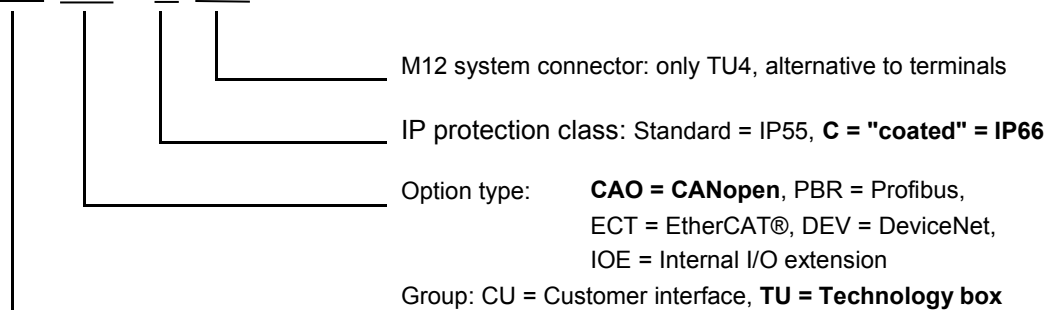 M12 system connector: only TU4, alternative to terminals
IP protection class: Standard = IP55, C = "coated" = IP66
Option type: CAO = CANopen, PBR = Profibus,
ECT = EtherCAT®, DEV = DeviceNet,
IOE = Internal I/O extension
Group: CU = Customer interface, TU = Technology box